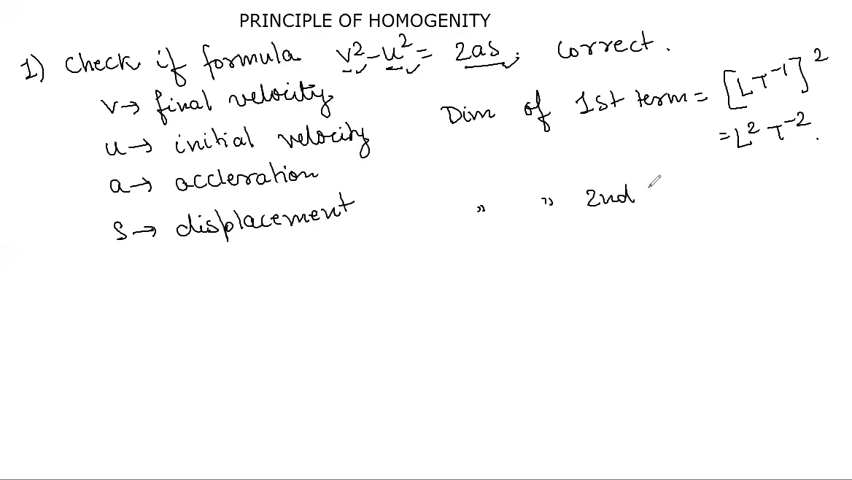 PRINCIPLE OF HOMOGENITY
1) Check if formula v² - u² = 2as. correct.
v → final velocity
u → initial velocity
a → accleration
s → displacement
Dim of 1st term = [LT⁻¹]²
= L² T⁻².
" " 2nd